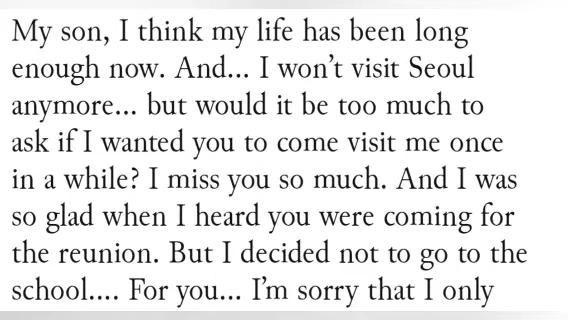 My son, I think my life has been long
enough now. And... I won’t visit Seoul
anymore... but would it be too much to
ask if I wanted you to come visit me once
in a while? I miss you so much. And I was
so glad when I heard you were coming for
the reunion. But I decided not to go to the
school.... For you... I’m sorry that I only